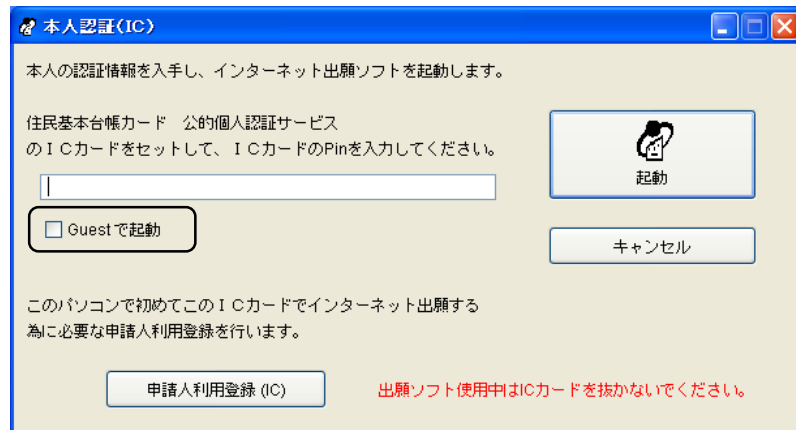 本人認証(IC)
本人の認証情報を入手し、インターネット出願ソフトを起動します。
住民基本台帳カード　公的個人認証サービス
のＩＣカードをセットして、ＩＣカードのPinを入力してください。
起動
Guestで起動
キャンセル
このパソコンで初めてこのＩＣカードでインターネット出願する
為に必要な申請人利用登録を行います。
申請人利用登録 (IC)
出願ソフト使用中はICカードを抜かないでください。